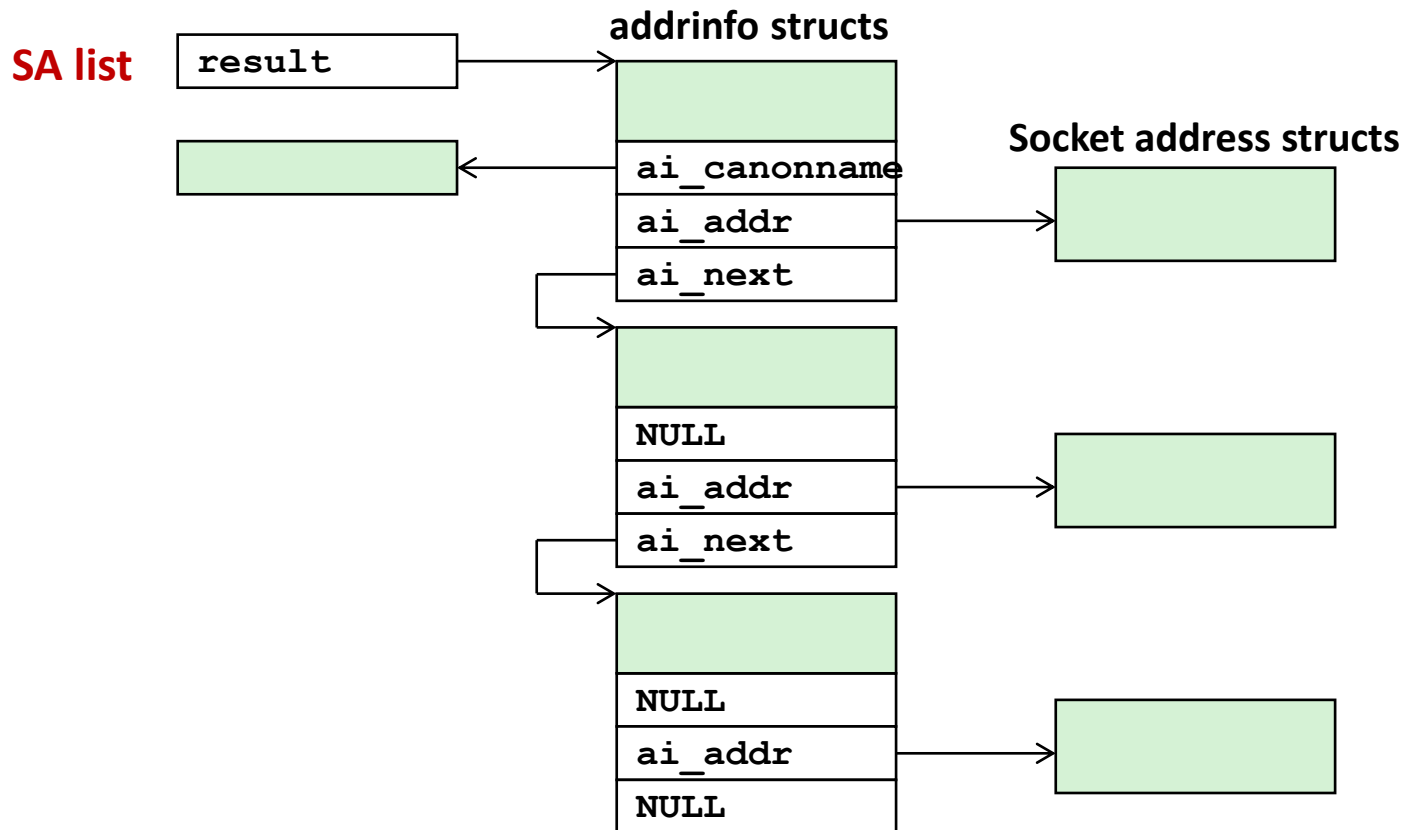 addrinfo structs
SA list
result
Socket address structs
ai_canonname
ai_addr
ai_next
NULL
ai_addr
ai_next
NULL
ai_addr
NULL